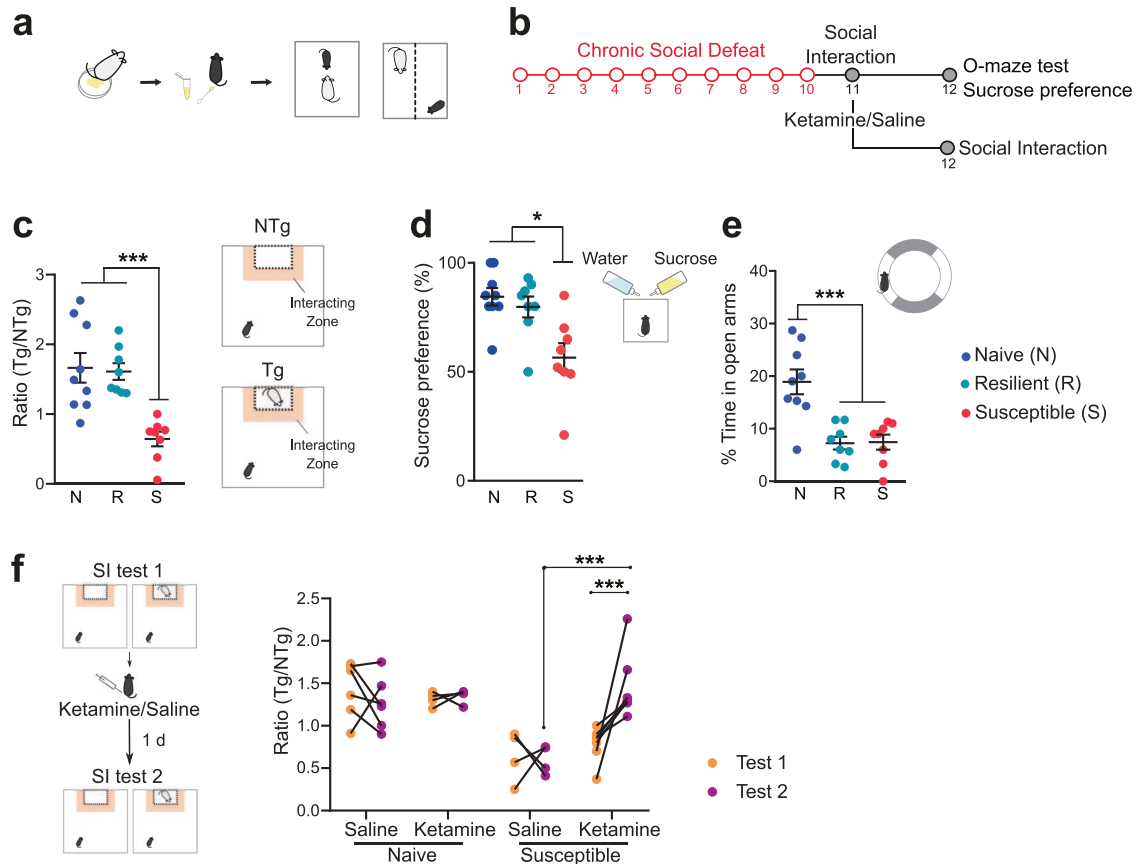 a
b
Chronic Social Defeat
Social
Interaction
1 2 3 4 5 6 7 8 9 10 11 12
O-maze test
Sucrose preference
Ketamine/Saline
Social Interaction
12
c
Ratio (Tg/NTg)
3
2
1
0
***
N R S
NTg
Interacting
Zone
Tg
Interacting
Zone
d
Sucrose preference (%)
100
50
0
*
N R S
Water Sucrose
e
% Time in open arms
40
30
20
10
0
***
N R S
Naive (N)
Resilient (R)
Susceptible (S)
f
SI test 1
Ketamine/Saline
1 d
SI test 2
Ratio (Tg/NTg)
2.5
2.0
1.5
1.0
0.5
0.0
***
***
Saline Ketamine Saline Ketamine
Naive Susceptible
Test 1
Test 2